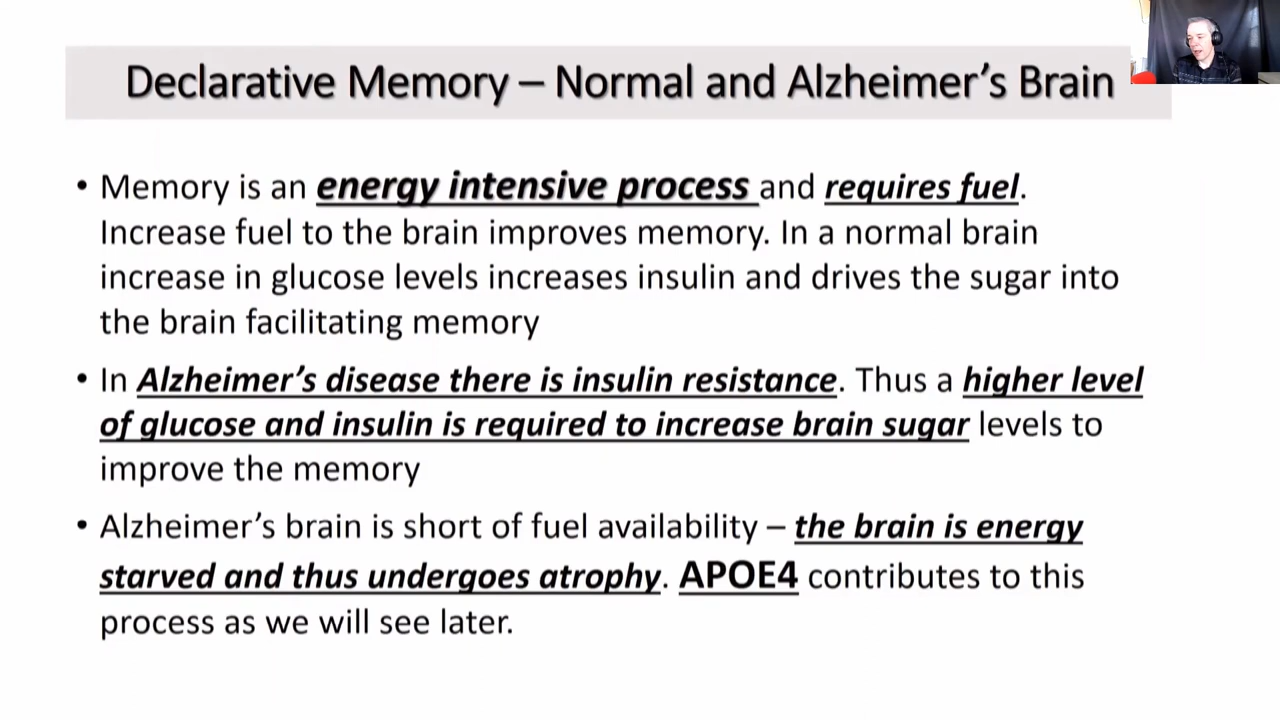 Declarative Memory – Normal and Alzheimer’s Brain
• Memory is an energy intensive process and requires fuel.
Increase fuel to the brain improves memory. In a normal brain
increase in glucose levels increases insulin and drives the sugar into
the brain facilitating memory
• In Alzheimer’s disease there is insulin resistance. Thus a higher level
of glucose and insulin is required to increase brain sugar levels to
improve the memory
• Alzheimer’s brain is short of fuel availability – the brain is energy
starved and thus undergoes atrophy. APOE4 contributes to this
process as we will see later.